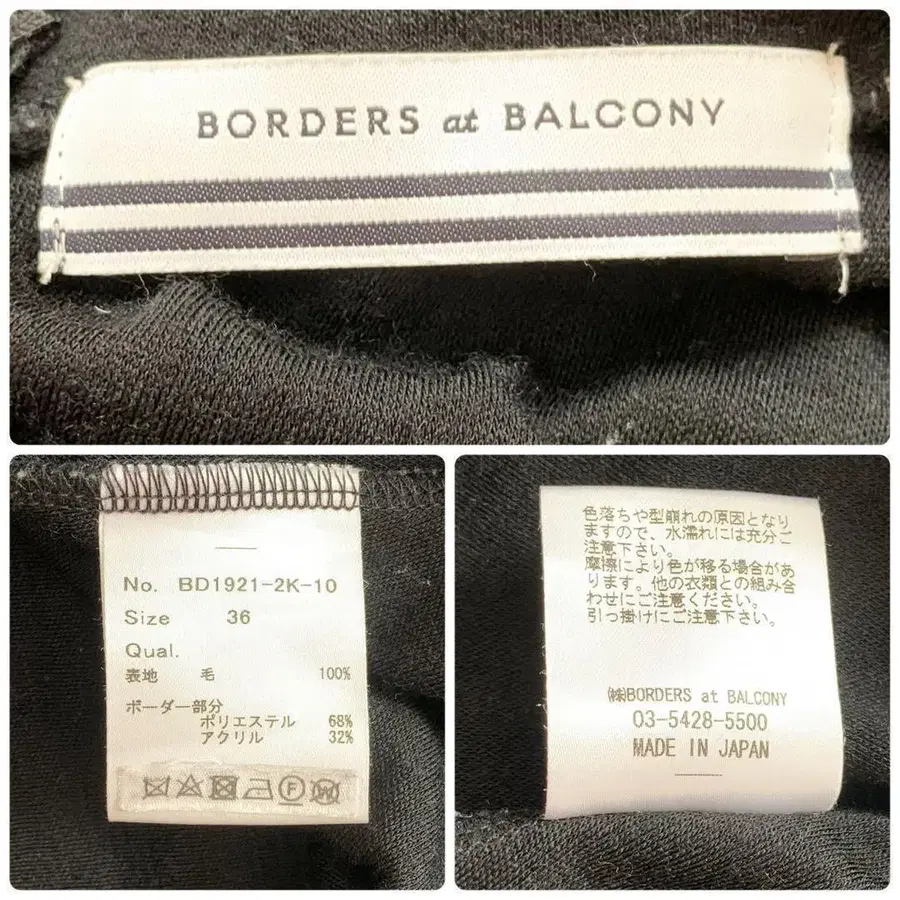 BORDERS at BALCONY
No. BD1921-2K-10
Size 36
Qual.
表地 毛 100%
ボーダー部分
ポリエステル 68%
アクリル 32%
色落ちや型崩れの原因となり
ますので、水濡れには充分ご
注意下さい。
摩擦により色が移る場合があ
ります。他の衣類との組み合
わせにご注意ください。
引っ掛けにご注意下さい。
㈱BORDERS at BALCONY
03-5428-5500
MADE IN JAPAN